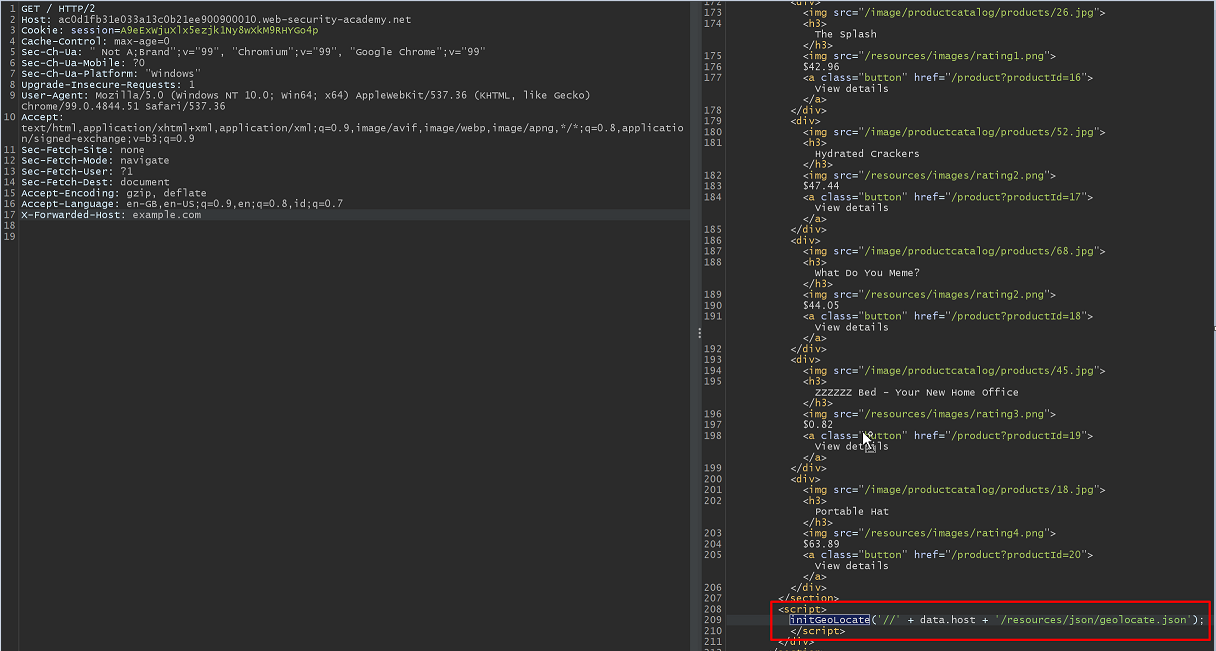 1 GET / HTTP/2
2 Host: ac0d1fb31e033a13c0b21ee900900010.web-security-academy.net
3 Cookie: session=A9eExWjuXlx5ezjk1Ny8wXkM9RHYGo4p
4 Cache-Control: max-age=0
5 Sec-Ch-Ua: " Not A;Brand";v="99", "Chromium";v="99", "Google Chrome";v="99"
6 Sec-Ch-Ua-Mobile: ?0
7 Sec-Ch-Ua-Platform: "Windows"
8 Upgrade-Insecure-Requests: 1
9 User-Agent: Mozilla/5.0 (Windows NT 10.0; Win64; x64) AppleWebKit/537.36 (KHTML, like Gecko)
Chrome/99.0.4844.51 Safari/537.36
10 Accept:
text/html,application/xhtml+xml,application/xml;q=0.9,image/avif,image/webp,image/apng,*/*;q=0.8,applicatio
n/signed-exchange;v=b3;q=0.9
11 Sec-Fetch-Site: none
12 Sec-Fetch-Mode: navigate
13 Sec-Fetch-User: ?1
14 Sec-Fetch-Dest: document
15 Accept-Encoding: gzip, deflate
16 Accept-Language: en-GB,en-US;q=0.9,en;q=0.8,id;q=0.7
17 X-Forwarded-Host: example.com
18
19
172 <div>
173 <img src="/image/productcatalog/products/26.jpg">
174 <h3>
The Splash
</h3>
175 <img src="/resources/images/rating1.png">
176 $42.96
177 <a class="button" href="/product?productId=16">
View details
</a>
178 </div>
179 <div>
180 <img src="/image/productcatalog/products/52.jpg">
181 <h3>
Hydrated Crackers
</h3>
182 <img src="/resources/images/rating2.png">
183 $47.44
184 <a class="button" href="/product?productId=17">
View details
</a>
185 </div>
186 <div>
187 <img src="/image/productcatalog/products/68.jpg">
188 <h3>
What Do You Meme?
</h3>
189 <img src="/resources/images/rating2.png">
190 $44.05
191 <a class="button" href="/product?productId=18">
View details
</a>
192 </div>
193 <div>
194 <img src="/image/productcatalog/products/45.jpg">
195 <h3>
ZZZZZZ Bed - Your New Home Office
</h3>
196 <img src="/resources/images/rating3.png">
197 $0.82
198 <a class="button" href="/product?productId=19">
View details
</a>
199 </div>
200 <div>
201 <img src="/image/productcatalog/products/18.jpg">
202 <h3>
Portable Hat
</h3>
203 <img src="/resources/images/rating4.png">
204 $63.89
205 <a class="button" href="/product?productId=20">
View details
</a>
206 </div>
207 </section>
208 <script>
209 initGeoLocate('//' + data.host + '/resources/json/geolocate.json');
210 </script>
211 </div>